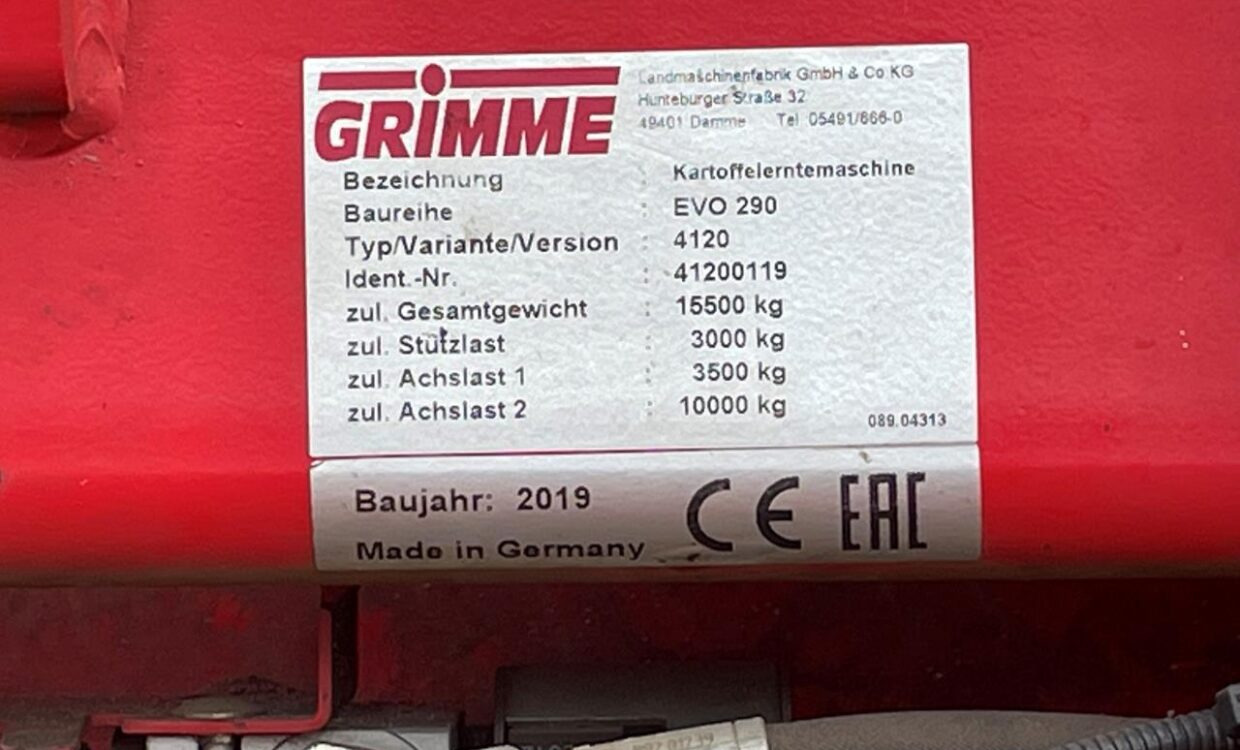 GRIMME
Landmaschinenfabrik GmbH & Co KG
Hunteburger Straße 32
49401 Damme Tel 05491/666-0
Bezeichnung : Kartoffelerntemaschine
Baureihe : EVO 290
Typ/Variante/Version : 4120
Ident.-Nr. : 41200119
zul. Gesamtgewicht : 15500 kg
zul. Stützlast : 3000 kg
zul. Achslast 1 : 3500 kg
zul. Achslast 2 : 10000 kg
089.04313
Baujahr: 2019
CE EAC
Made in Germany